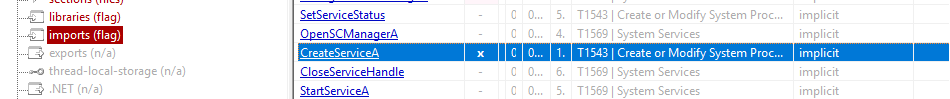 sections (files)
libraries (flag)
imports (flag)
exports (n/a)
thread-local-storage (n/a)
.NET (n/a)
SetServiceStatus - 0 0... 5. T1543 | Create or Modify System Proc... implicit
OpenSCManagerA - 0 0... 4. T1569 | System Services implicit
CreateServiceA x 0 0... 1. T1543 | Create or Modify System Proc... implicit
CloseServiceHandle - 0 0... 6. T1569 | System Services implicit
StartServiceA - 0 0... 5. T1569 | System Services implicit